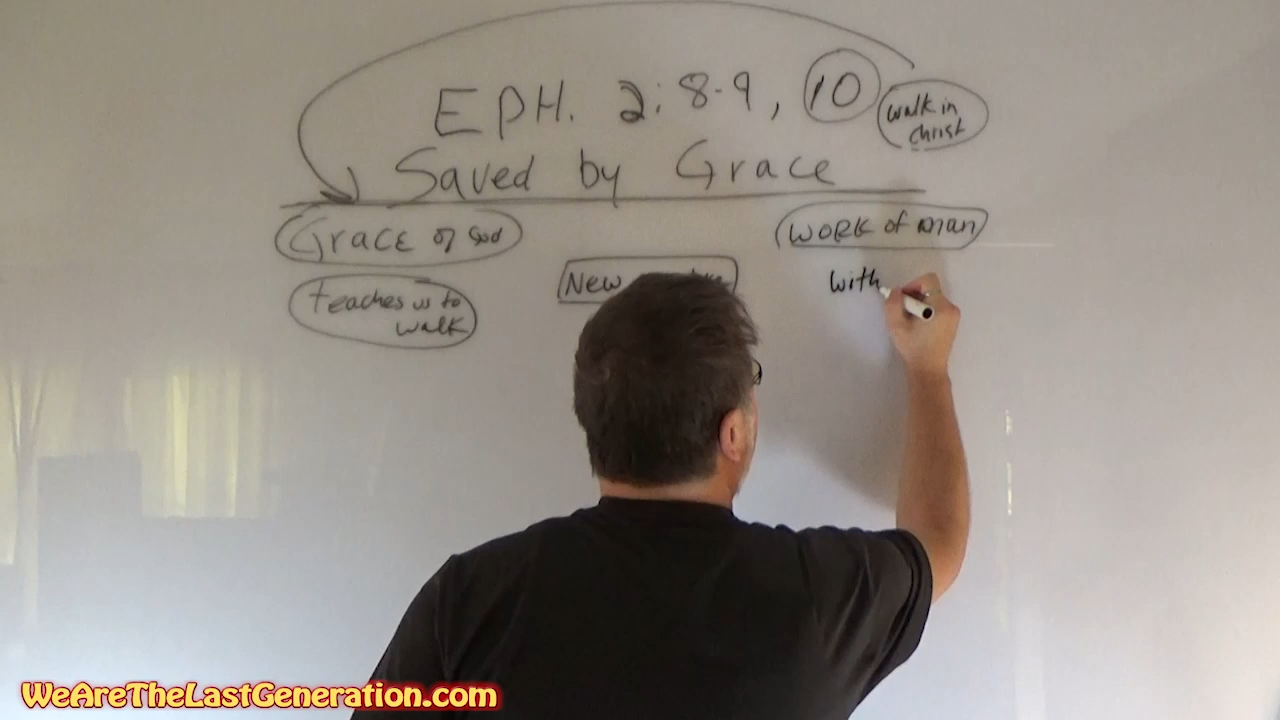 EPH. 2:8-9, 10
walk in
christ
Saved by Grace
Grace of God
WORK of man
teaches us to
walk
New
with
WeAreTheLastGeneration.com